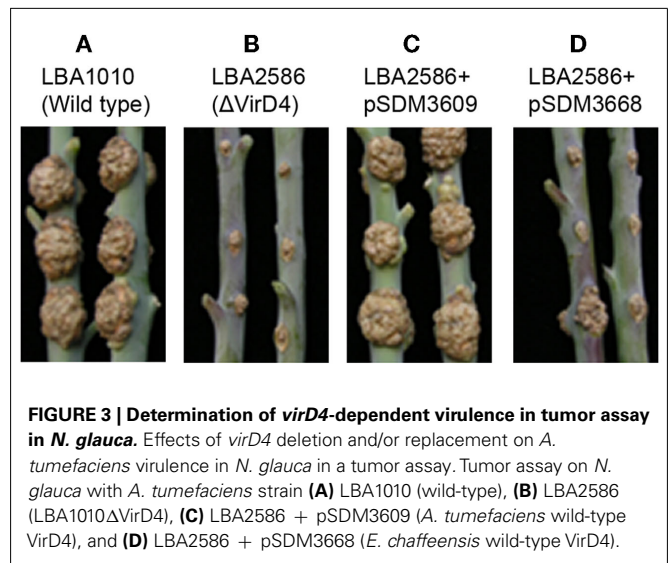 A
B
C
D
LBA1010
(Wild type)
LBA2586
(ΔVirD4)
LBA2586+
pSDM3609
LBA2586+
pSDM3668
FIGURE 3 | Determination of virD4-dependent virulence in tumor assay
in N. glauca. Effects of virD4 deletion and/or replacement on A.
tumefaciens virulence in N. glauca in a tumor assay. Tumor assay on N.
glauca with A. tumefaciens strain (A) LBA1010 (wild-type), (B) LBA2586
(LBA1010ΔVirD4), (C) LBA2586 + pSDM3609 (A. tumefaciens wild-type
VirD4), and (D) LBA2586 + pSDM3668 (E. chaffeensis wild-type VirD4).